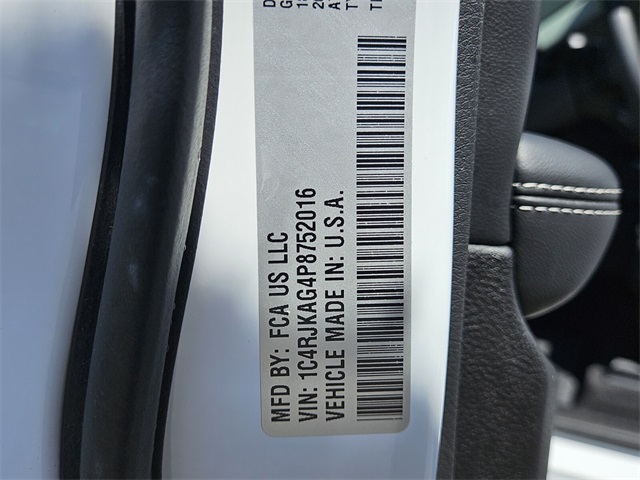 MFD BY: FCA US LLC
VIN: 1C4RJKAG4P8752016
VEHICLE MADE IN: U.S.A.